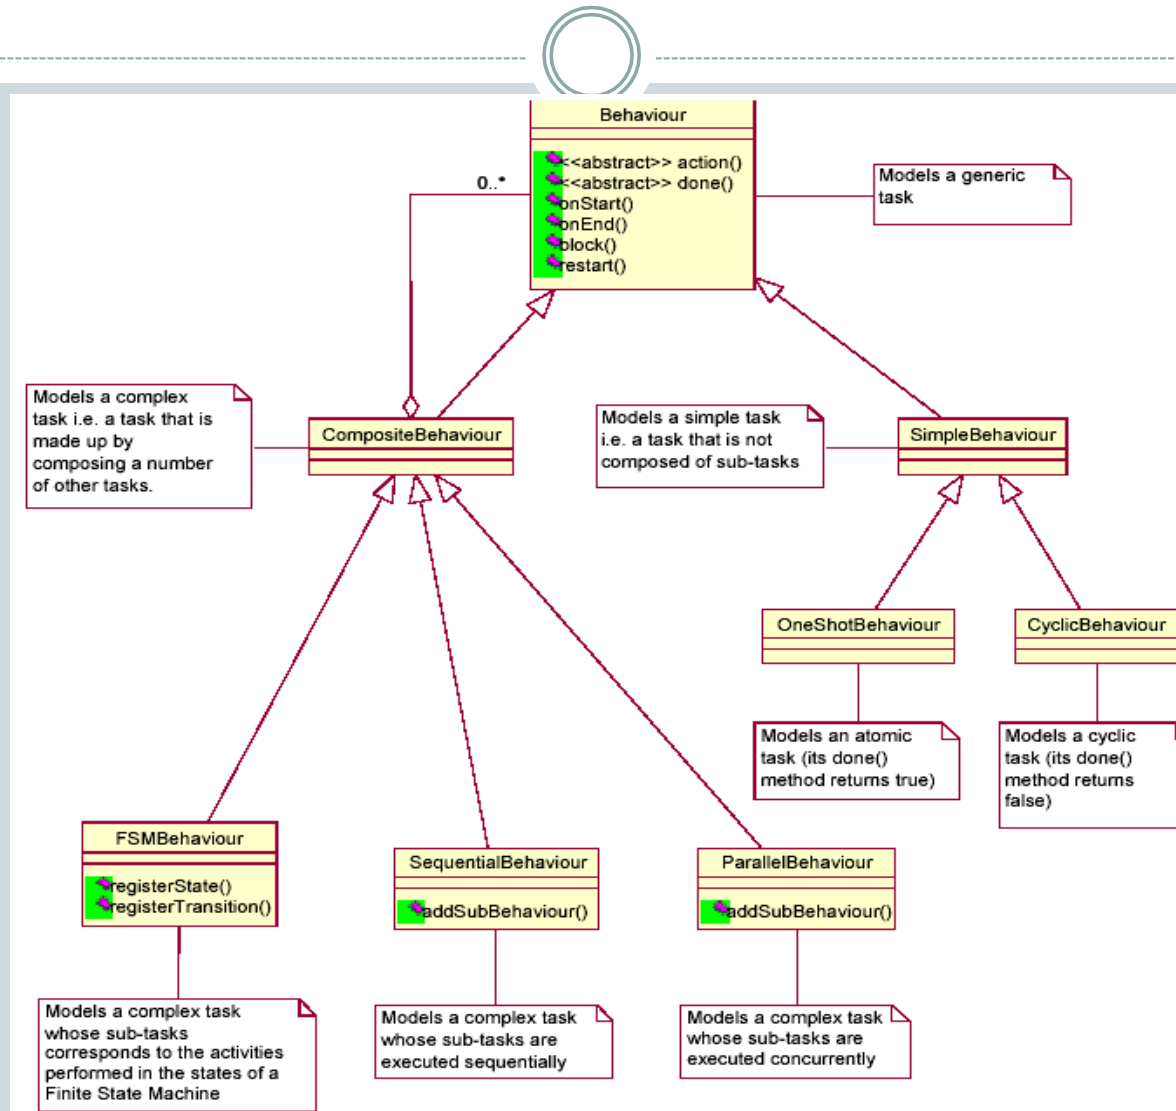 Behaviour
<<abstract>> action()
<<abstract>> done()
onStart()
onEnd()
block()
restart()
0..*
Models a generic
task
Models a complex
task i.e. a task that is
made up by
composing a number
of other tasks.
CompositeBehaviour
Models a simple task
i.e. a task that is not
composed of sub-tasks
SimpleBehaviour
OneShotBehaviour
CyclicBehaviour
Models an atomic
task (its done()
method returns true)
Models a cyclic
task (its done()
method returns
false)
FSMBehaviour
registerState()
registerTransition()
SequentialBehaviour
addSubBehaviour()
ParallelBehaviour
addSubBehaviour()
Models a complex task
whose sub-tasks
corresponds to the activities
performed in the states of a
Finite State Machine
Models a complex task
whose sub-tasks are
executed sequentially
Models a complex task
whose sub-tasks are
executed concurrently